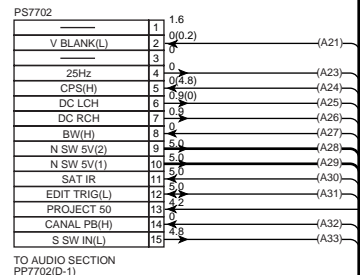 PS7702
1 1.6
V BLANK(L) 2 0(0.2) (A21)
3 0
25Hz 4 0 (A23)
CPS(H) 5 0(4.8) (A24)
DC LCH 6 0.9(0) (A25)
DC RCH 7 0.9 (A26)
BW(H) 8 0 (A27)
N SW 5V(2) 9 5.0 (A28)
N SW 5V(1) 10 5.0 (A29)
SAT IR 11 5.0 (A30)
EDIT TRIG(L) 12 5.0 (A31)
PROJECT 50 13 4.2
CANAL PB(H) 14 0 (A32)
S SW IN(L) 15 4.8 (A33)
TO AUDIO SECTION
PP7702(D-1)